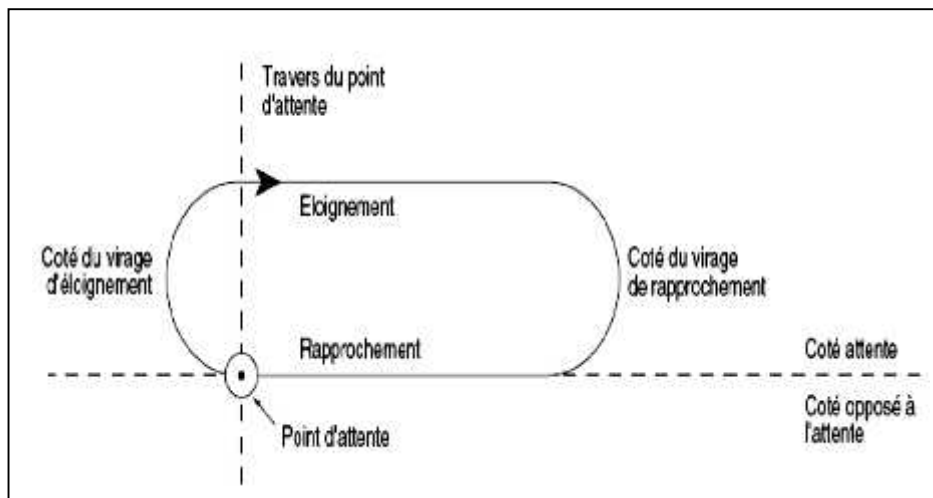 Travers du point
d'attente
Eloignement
Coté du virage
d'éloignement
Coté du virage
de rapprochement
Rapprochement
Coté attente
Point d'attente
Coté opposé à
l'attente